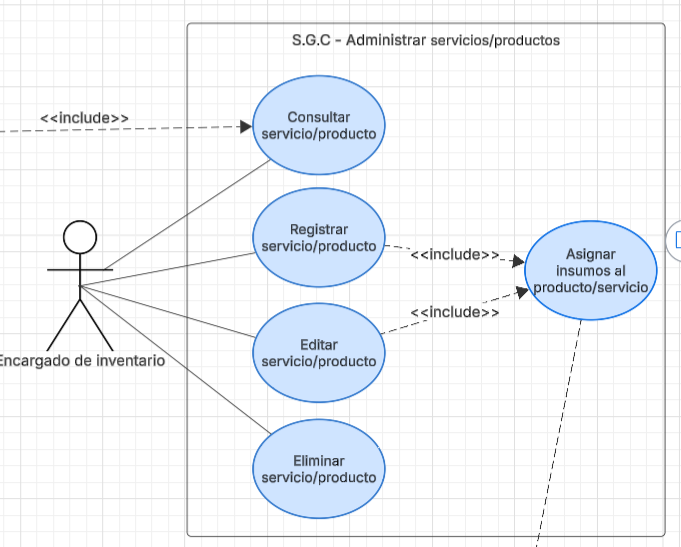 S.G.C - Administrar servicios/productos
<<include>>
Consultar
servicio/producto
Registrar
servicio/producto
<<include>>
Asignar
insumos al
producto/servicio
<<include>>
Editar
servicio/producto
Encargado de inventario
Eliminar
servicio/producto